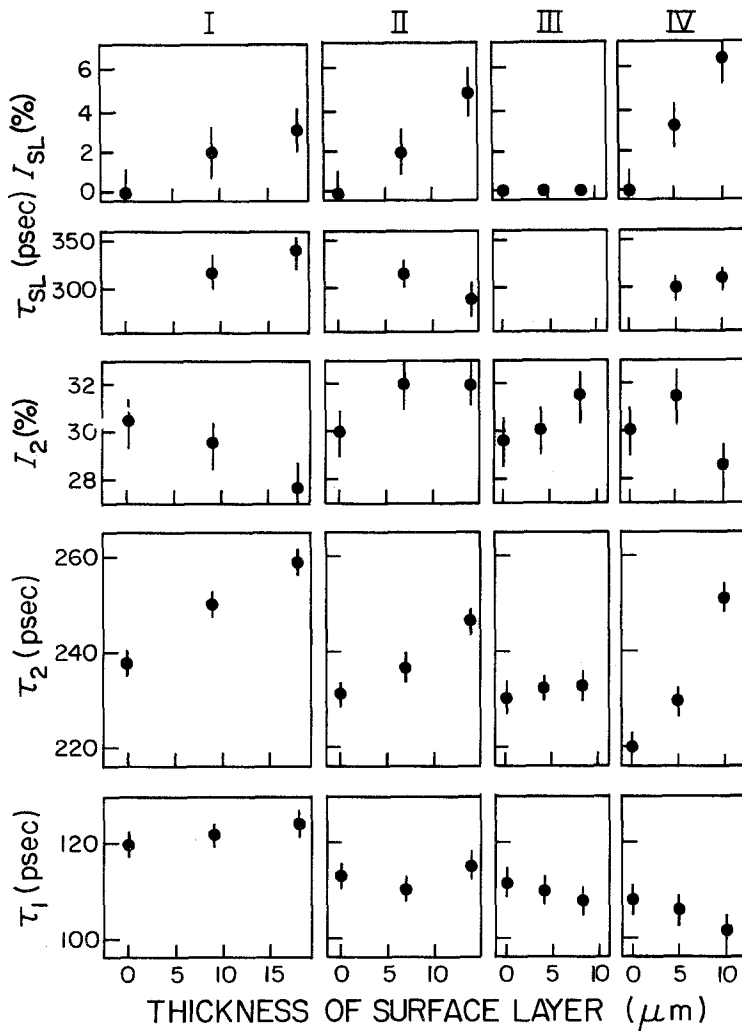 I II III IV
I_SL (%)
6
4
2
0
τ_SL (psec)
350
300
I_2 (%)
32
30
28
τ_2 (psec)
260
240
220
τ_1 (psec)
120
100
0 5 10 15 0 5 10 0 5 10 0 5 10
THICKNESS OF SURFACE LAYER (μm)